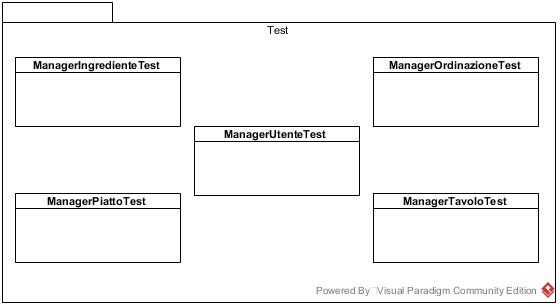 Test
ManagerIngredienteTest
ManagerOrdinazioneTest
ManagerUtenteTest
ManagerPiattoTest
ManagerTavoloTest
Powered By Visual Paradigm Community Edition